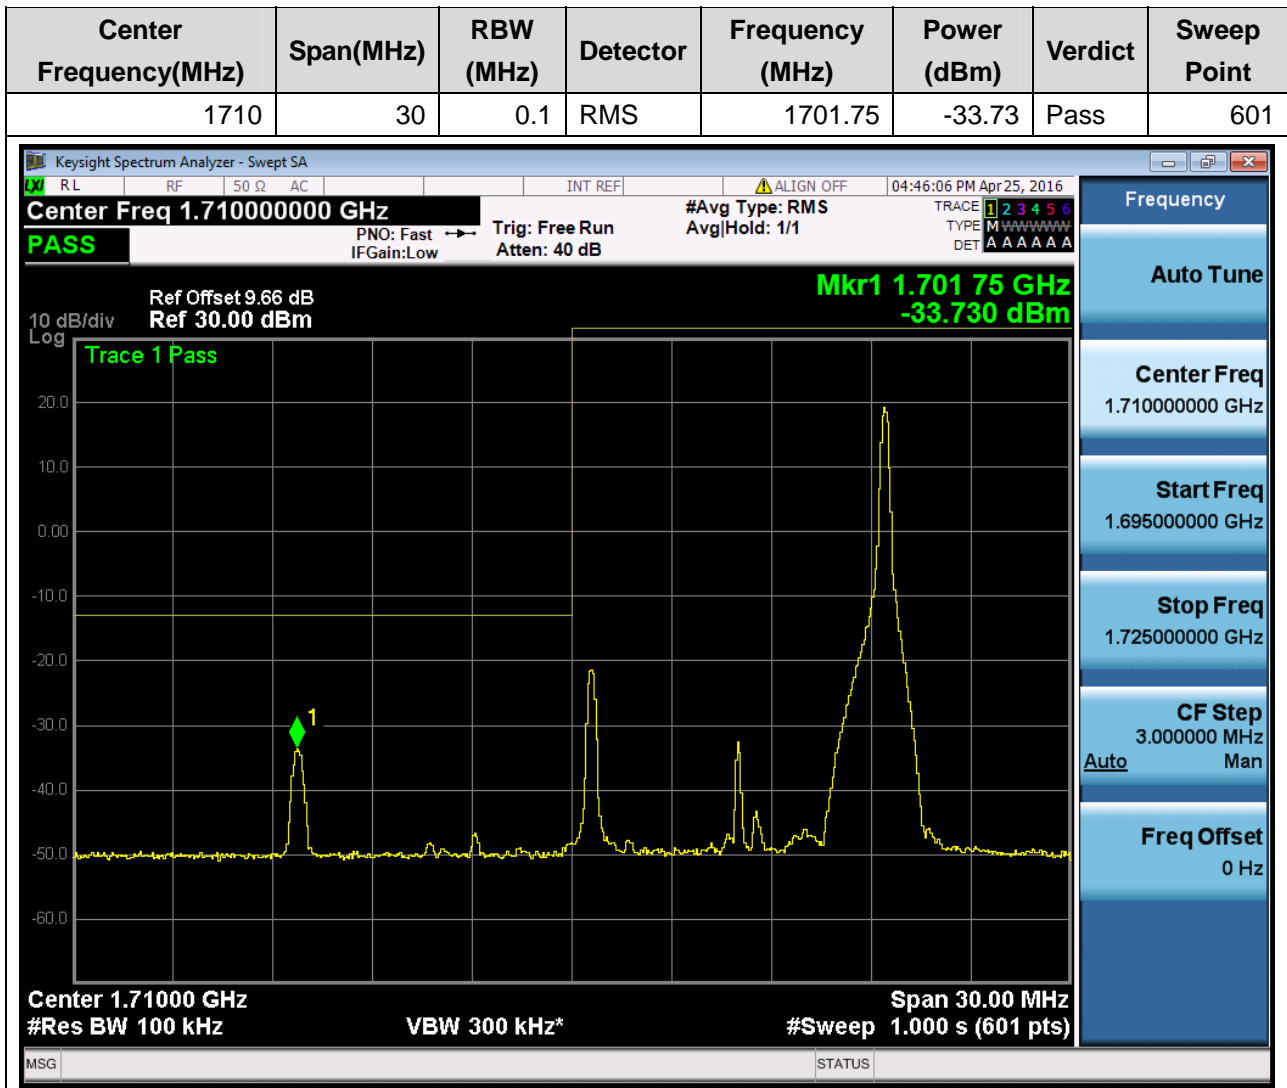 Center Frequency(MHz) Span(MHz) RBW (MHz) Detector Frequency (MHz) Power (dBm) Verdict Sweep Point
1710 30 0.1 RMS 1701.75 -33.73 Pass 601
Keysight Spectrum Analyzer - Swept SA
LXI RL RF 50 Ω AC INT REF ALIGN OFF 04:46:06 PM Apr 25, 2016
Center Freq 1.710000000 GHz
PASS
PNO: Fast
IFGain:Low
Trig: Free Run
Atten: 40 dB
#Avg Type: RMS
Avg|Hold: 1/1
TRACE 1 2 3 4 5 6
TYPE M WWWWW
DET A A A A A A
Mkr1 1.701 75 GHz
-33.730 dBm
Ref Offset 9.66 dB
10 dB/div Ref 30.00 dBm
Log
Trace 1 Pass
20.0
10.0
0.00
-10.0
-20.0
-30.0
-40.0
-50.0
-60.0
1
Center 1.71000 GHz Span 30.00 MHz
#Res BW 100 kHz VBW 300 kHz* #Sweep 1.000 s (601 pts)
MSG STATUS
Frequency
Auto Tune
Center Freq
1.710000000 GHz
Start Freq
1.695000000 GHz
Stop Freq
1.725000000 GHz
CF Step
3.000000 MHz
Auto Man
Freq Offset
0 Hz